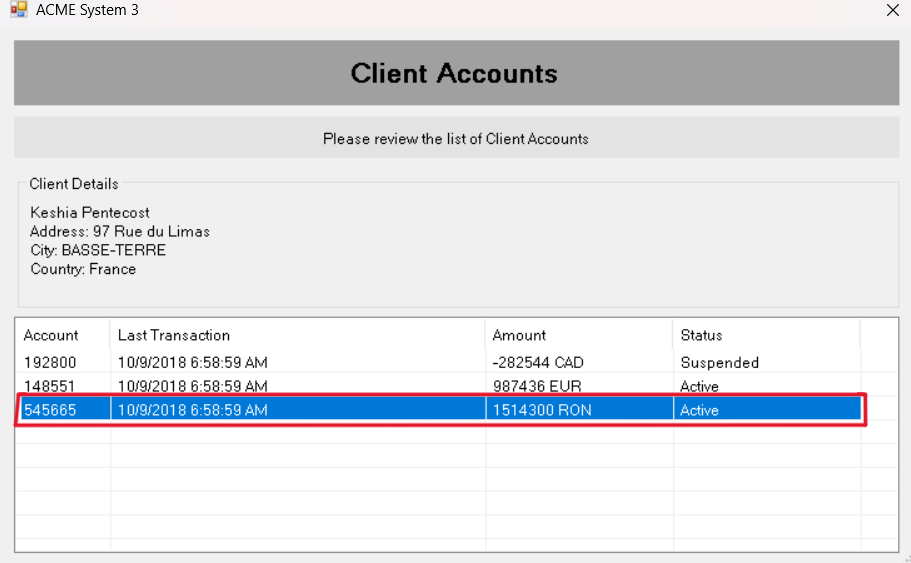 ACME System 3
Client Accounts
Please review the list of Client Accounts
Client Details
Keshia Pentecost
Address: 97 Rue du Limas
City: BASSE-TERRE
Country: France
Account Last Transaction Amount Status
192800 10/9/2018 6:58:59 AM -282544 CAD Suspended
148551 10/9/2018 6:58:59 AM 987436 EUR Active
545665 10/9/2018 6:58:59 AM 1514300 RON Active